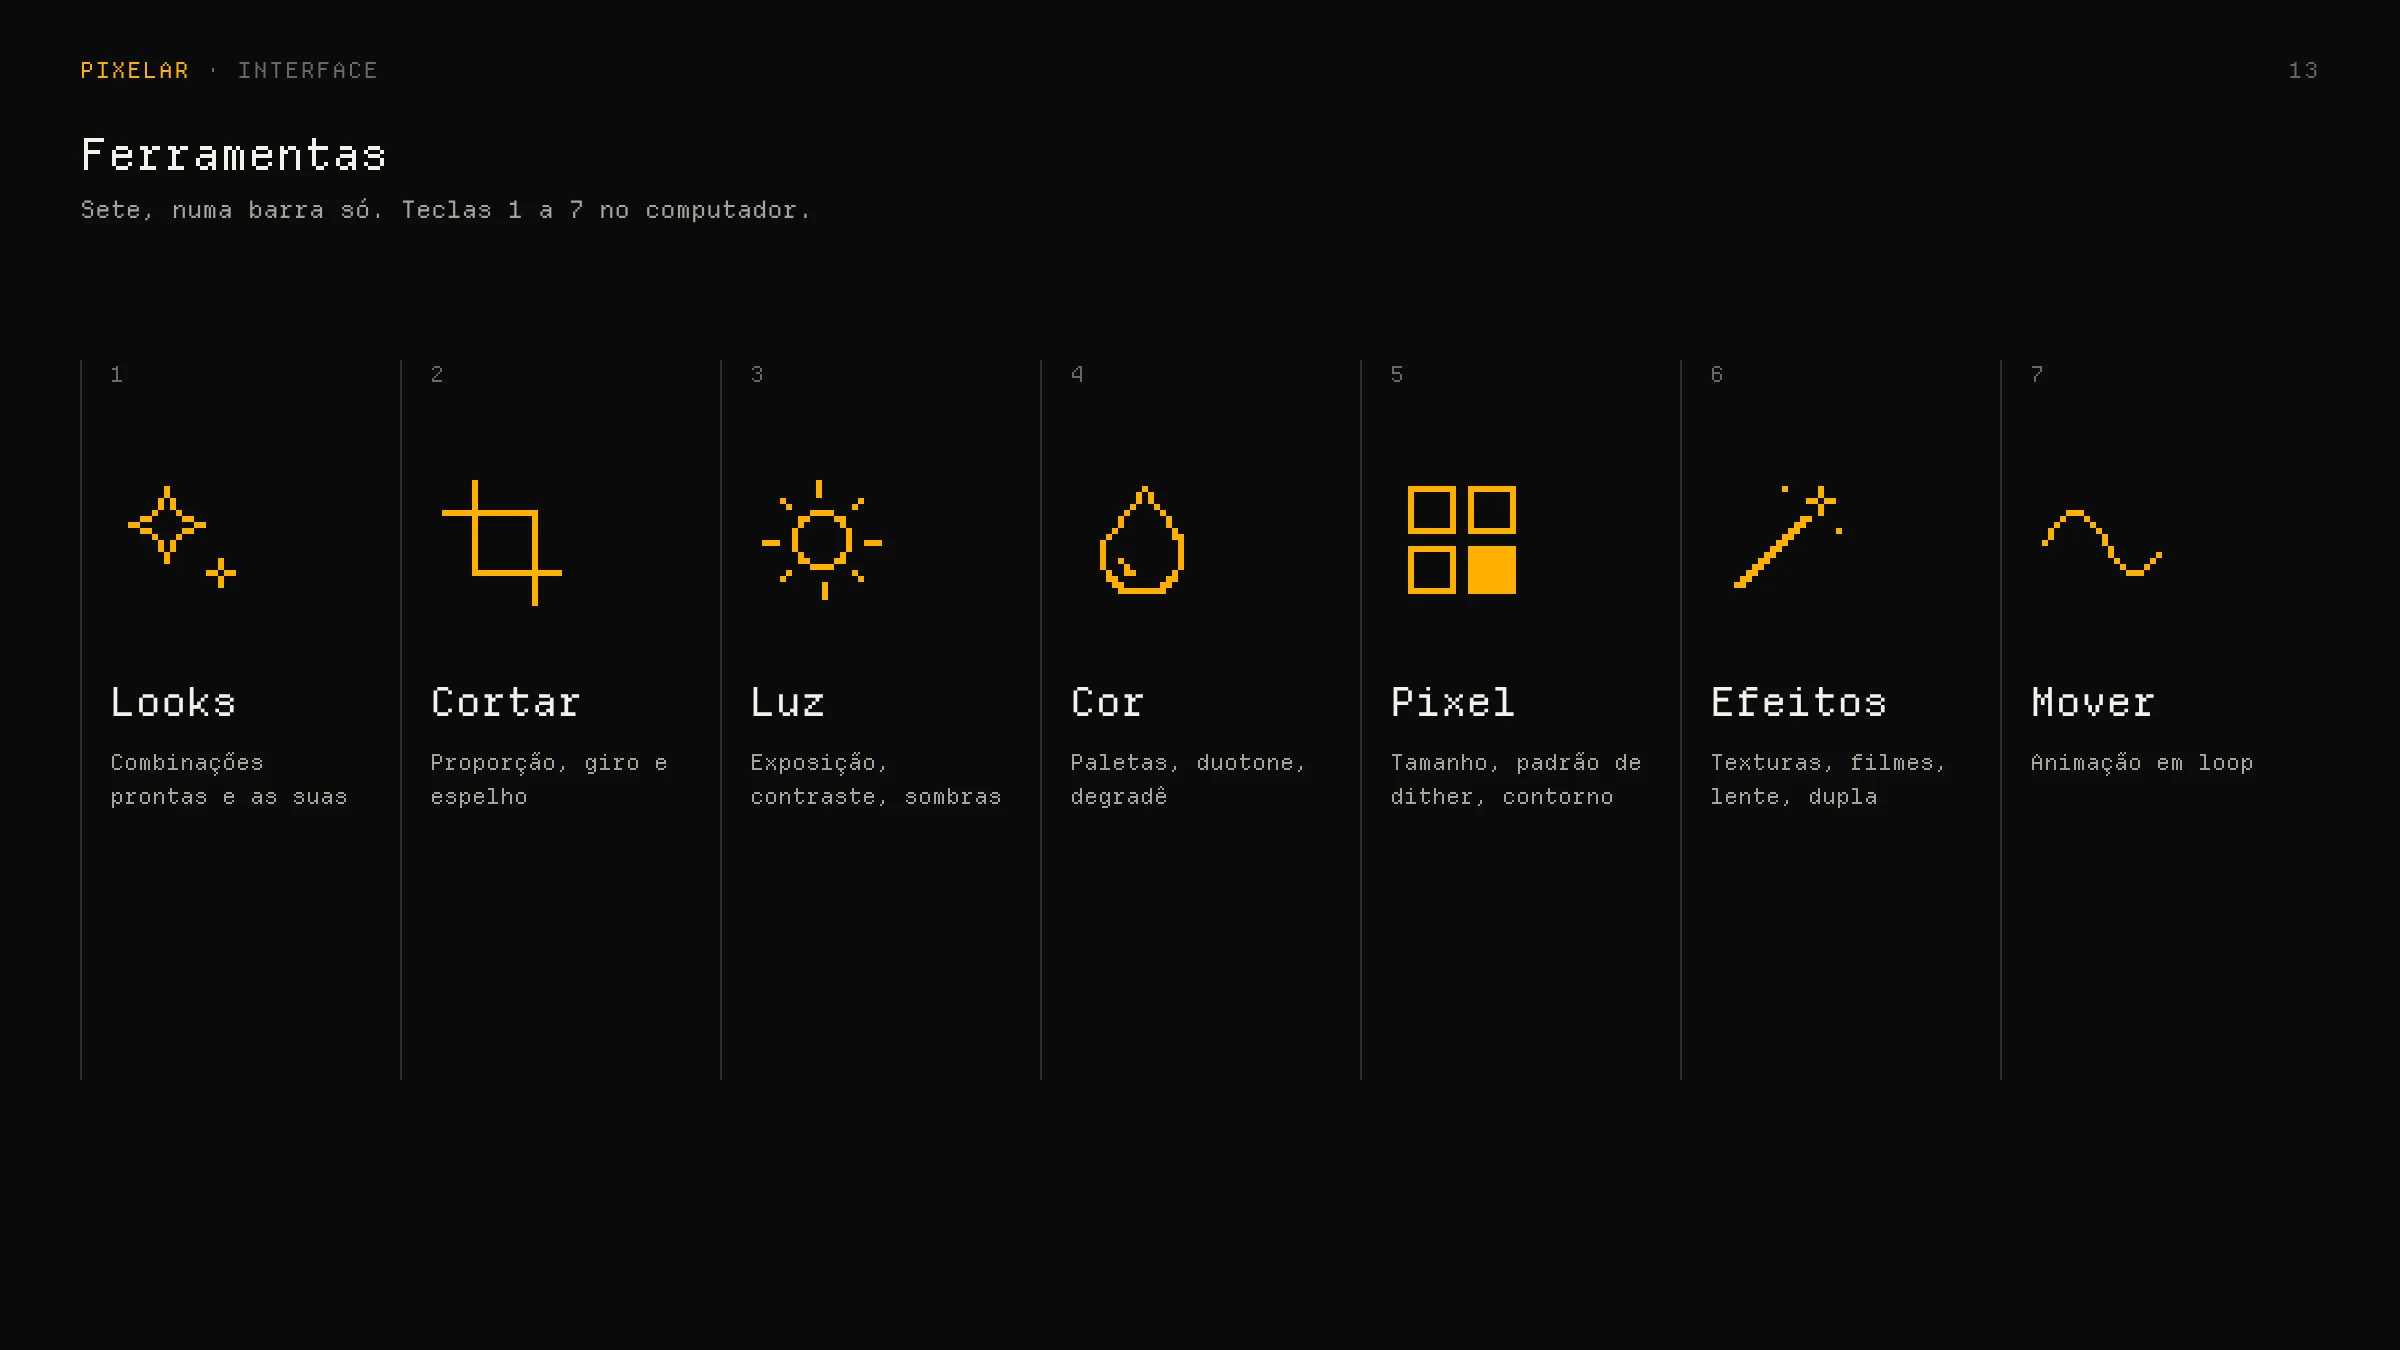 PIXELAR · INTERFACE
13
Ferramentas
Sete, numa barra só. Teclas 1 a 7 no computador.
1
Looks
Combinações
prontas e as suas
2
Cortar
Proporção, giro e
espelho
3
Luz
Exposição,
contraste, sombras
4
Cor
Paletas, duotone,
degradê
5
Pixel
Tamanho, padrão de
dither, contorno
6
Efeitos
Texturas, filmes,
lente, dupla
7
Mover
Animação em loop